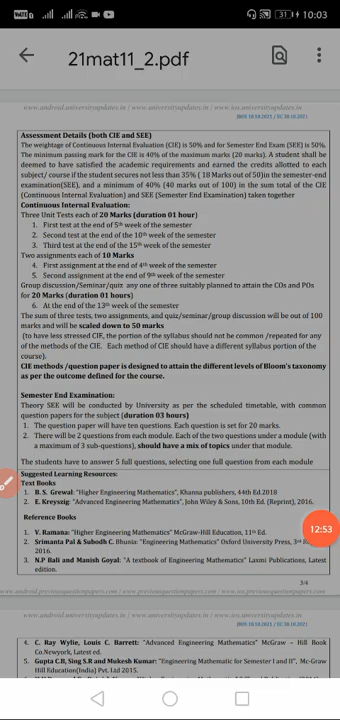 10:03
21mat11_2.pdf
www.android.universityupdates.in / www.universityupdates.in / www.ios.universityupdates.in
Assessment Details (both CIE and SEE)
The weightage of Continuous Internal Evaluation (CIE) is 50% and for Semester End Exam (SEE) is 50%.
The minimum passing mark for the CIE is 40% of the maximum marks (20 marks). A student shall be
deemed to have satisfied the academic requirements and earned the credits allotted to each
subject/ course if the student secures not less than 35% ( 18 Marks out of 50)in the semester-end
examination(SEE), and a minimum of 40% (40 marks out of 100) in the sum total of the CIE
(Continuous Internal Evaluation) and SEE (Semester End Examination) taken together
Continuous Internal Evaluation:
Three Unit Tests each of 20 Marks (duration 01 hour)
1. First test at the end of 5th week of the semester
2. Second test at the end of the 10th week of the semester
3. Third test at the end of the 15th week of the semester
Two assignments each of 10 Marks
4. First assignment at the end of 4th week of the semester
5. Second assignment at the end of 9th week of the semester
Group discussion/Seminar/quiz any one of three suitably planned to attain the COs and POs
for 20 Marks (duration 01 hours)
6. At the end of the 13th week of the semester
The sum of three tests, two assignments, and quiz/seminar/group discussion will be out of 100
marks and will be scaled down to 50 marks
(to have less stressed CIE, the portion of the syllabus should not be common /repeated for any
of the methods of the CIE. Each method of CIE should have a different syllabus portion of the
course).
CIE methods /question paper is designed to attain the different levels of Bloom's taxonomy
as per the outcome defined for the course.
Semester End Examination:
Theory SEE will be conducted by University as per the scheduled timetable, with common
question papers for the subject (duration 03 hours)
1. The question paper will have ten questions. Each question is set for 20 marks.
2. There will be 2 questions from each module. Each of the two questions under a module (with
a maximum of 3 sub-questions), should have a mix of topics under that module.
The students have to answer 5 full questions, selecting one full question from each module
Suggested Learning Resources:
Text Books
1. B. S. Grewal: "Higher Engineering Mathematics", Khanna publishers, 44th Ed.2018
2. E. Kreyszig: "Advanced Engineering Mathematics", John Wiley & Sons, 10th Ed. (Reprint), 2016.
Reference Books
12:53
1. V. Ramana: "Higher Engineering Mathematics" McGraw-Hill Education, 11th Ed.
2. Srimanta Pal & Subodh C. Bhunia: "Engineering Mathematics" Oxford University Press, 3rd
2016.
3. N.P Bali and Manish Goyal: "A textbook of Engineering Mathematics" Laxmi Publications, Latest
edition.
3/4
www.android.universityupdates.in / www.universityupdates.in / www.ios.universityupdates.in
4. C. Ray Wylie, Louis C. Barrett: "Advanced Engineering Mathematics" McGraw – Hill Book
Co.Newyork, Latest ed.
5. Gupta C.B, Sing S.R and Mukesh Kumar: "Engineering Mathematic for Semester I and II", Mc-Graw
Hill Education(India) Pvt. Ltd 2015.